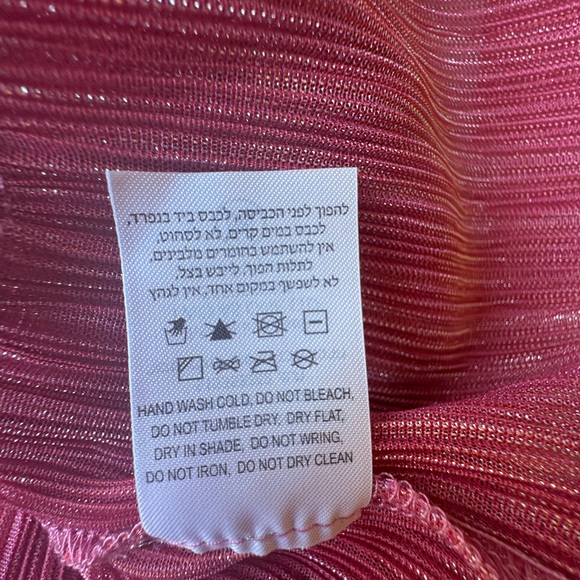 להפוך לפני הכביסה, לכבס ביד בנפרד,
לכבס במים קרים, לא לסחוט,
אין להשתמש בחומרים מלבינים,
לתלות הפוך, לייבש בצל,
לא לשפשף במקום אחד, אין לגהץ
HAND WASH COLD, DO NOT BLEACH,
DO NOT TUMBLE DRY. DRY FLAT,
DRY IN SHADE, DO NOT WRING,
DO NOT IRON, DO NOT DRY CLEAN